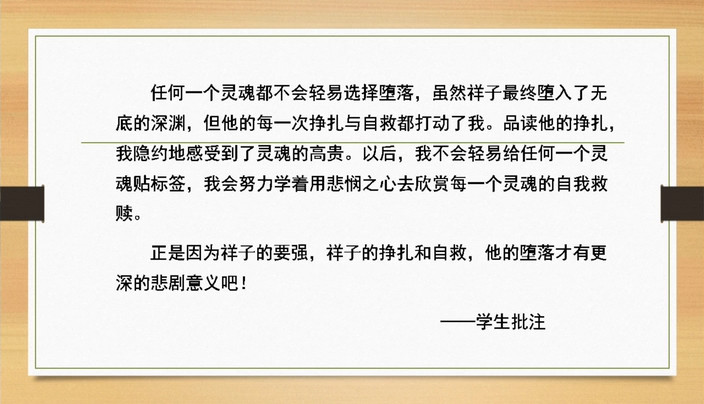 任何一个灵魂都不会轻易选择堕落，虽然祥子最终堕入了无
底的深渊，但他的每一次挣扎与自救都打动了我。品读他的挣扎，
我隐约地感受到了灵魂的高贵。以后，我不会轻易给任何一个灵
魂贴标签，我会努力学着用悲悯之心去欣赏每一个灵魂的自我救
赎。
正是因为祥子的要强，祥子的挣扎和自救，他的堕落才有更
深的悲剧意义吧！
——学生批注